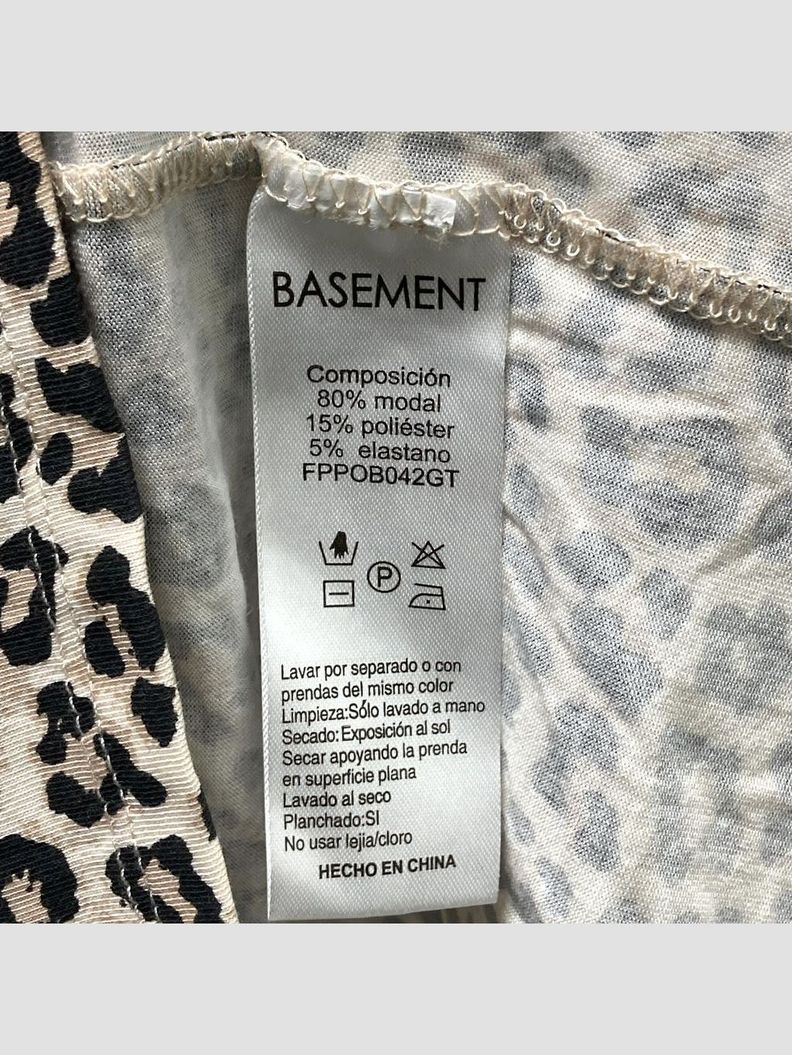 BASEMENT
Composición
80% modal
15% poliéster
5% elastano
FPPOB042GT
P
Lavar por separado o con
prendas del mismo color
Limpieza:Sólo lavado a mano
Secado: Exposición al sol
Secar apoyando la prenda
en superficie plana
Lavado al seco
Planchado:SI
No usar lejia/cloro
HECHO EN CHINA